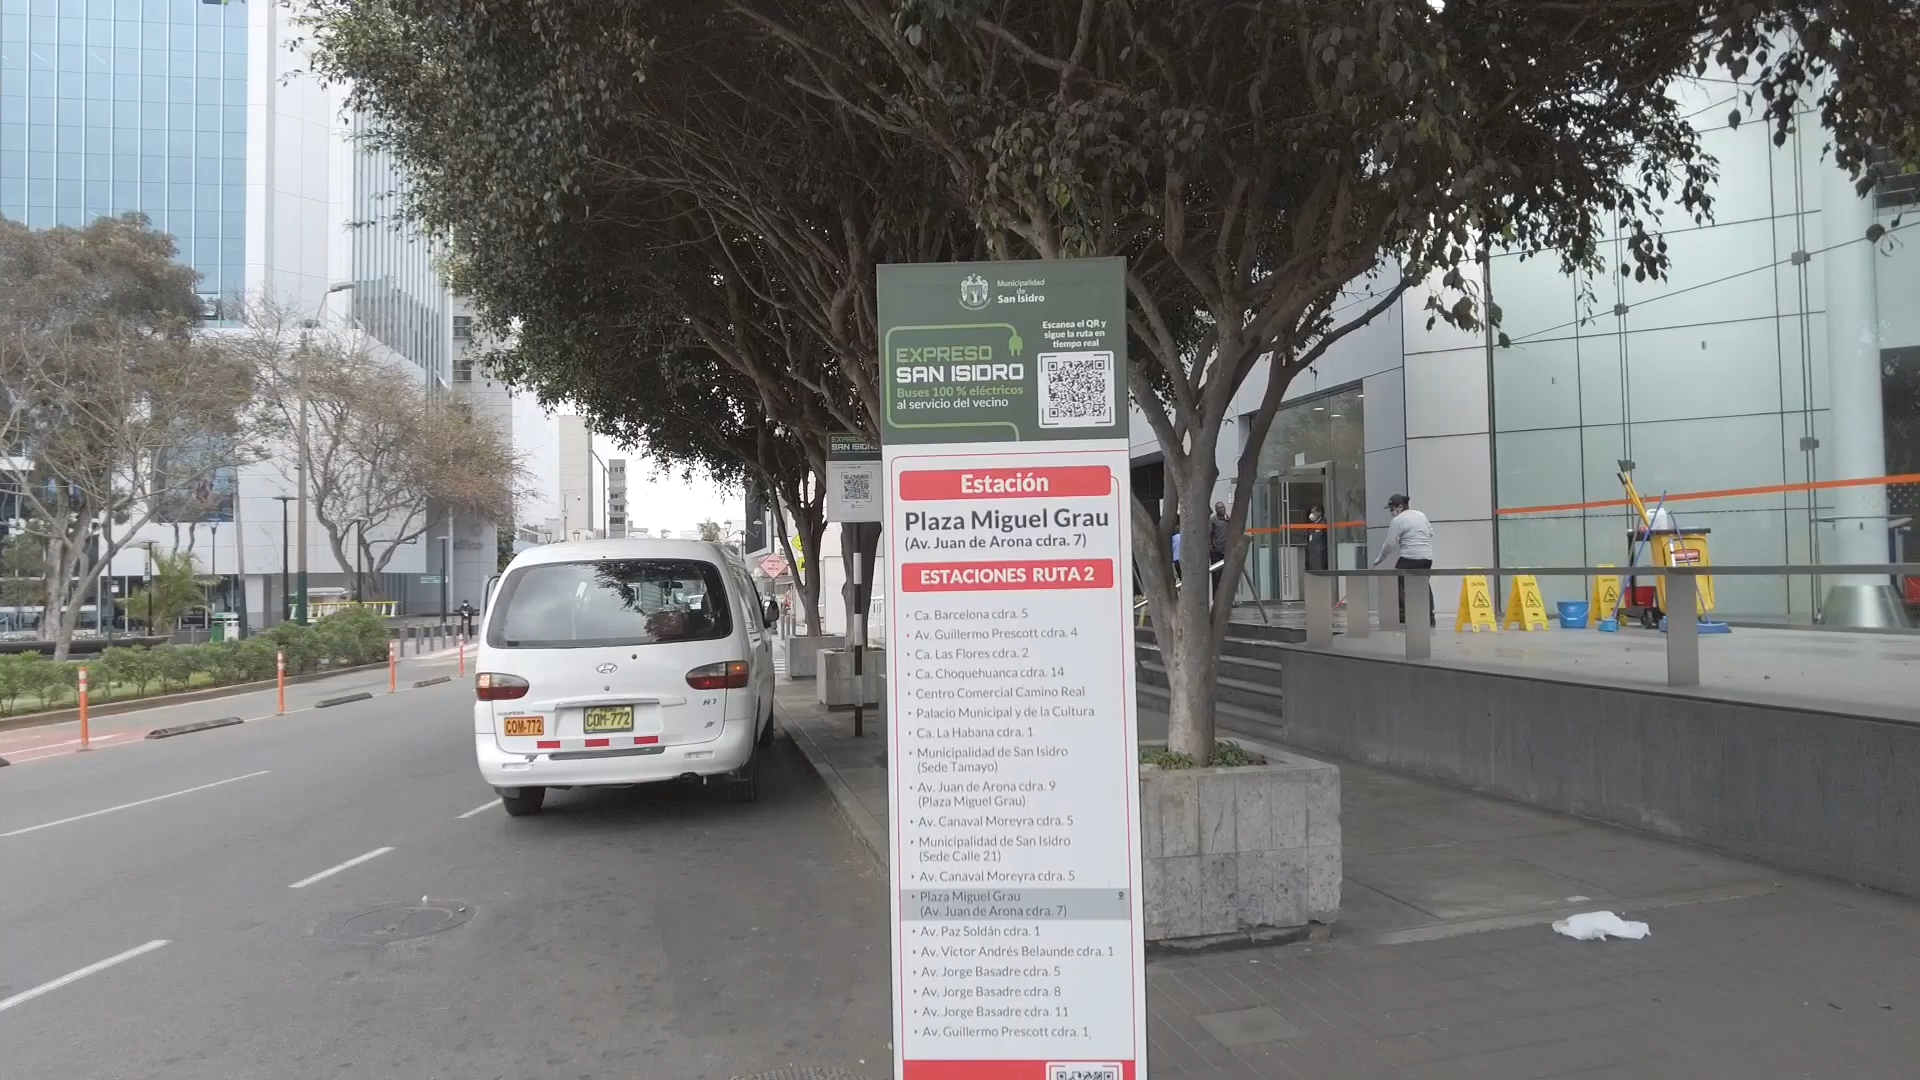 Municipalidad
de
San Isidro
EXPRESO
SAN ISIDRO
Buses 100 % eléctricos
al servicio del vecino
Escanea el QR y
sigue la ruta en
tiempo real
Estación
Plaza Miguel Grau
(Av. Juan de Arona cdra. 7)
ESTACIONES RUTA 2
Ca. Barcelona cdra. 5
Av. Guillermo Prescott cdra. 4
Ca. Las Flores cdra. 2
Ca. Choquehuanca cdra. 14
Centro Comercial Camino Real
Palacio Municipal y de la Cultura
Ca. La Habana cdra. 1
Municipalidad de San Isidro
(Sede Tamayo)
Av. Juan de Arona cdra. 9
(Plaza Miguel Grau)
Av. Canaval Moreyra cdra. 5
Municipalidad de San Isidro
(Sede Calle 21)
Av. Canaval Moreyra cdra. 5
Plaza Miguel Grau
(Av. Juan de Arona cdra. 7)
Av. Paz Soldán cdra. 1
Av. Víctor Andrés Belaunde cdra. 1
Av. Jorge Basadre cdra. 5
Av. Jorge Basadre cdra. 8
Av. Jorge Basadre cdra. 11
Av. Guillermo Prescott cdra. 1
EXPRESO
SAN ISIDRO
COM-772
COM-772
H 1